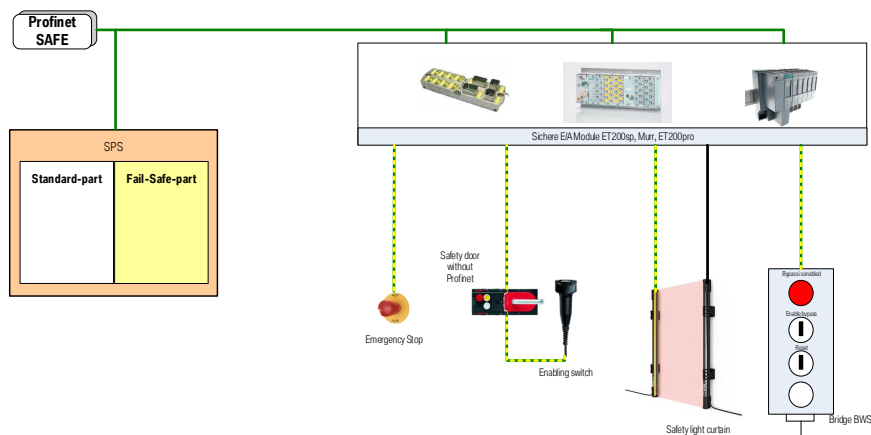 Profinet
SAFE
SPS
Standard-part
Fail-Safe-part
Sichere E/A Module ET200sp, Murr, ET200pro
Emergency Stop
Safety door
without
Profinet
Enabling switch
Safety light curtain
Bypass is enabled
Enable bypass
Reset
Bridge BWS